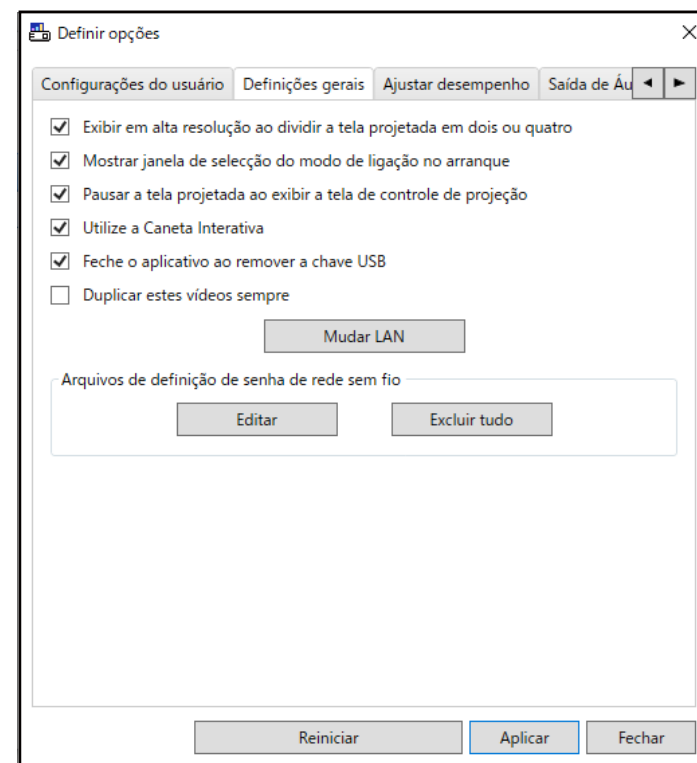 Definir opções
Configurações do usuário Definições gerais Ajustar desempenho Saída de Áu
Exibir em alta resolução ao dividir a tela projetada em dois ou quatro
Mostrar janela de selecção do modo de ligação no arranque
Pausar a tela projetada ao exibir a tela de controle de projeção
Utilize a Caneta Interativa
Feche o aplicativo ao remover a chave USB
Duplicar estes vídeos sempre
Mudar LAN
Arquivos de definição de senha de rede sem fio
Editar Excluir tudo
Reiniciar Aplicar Fechar